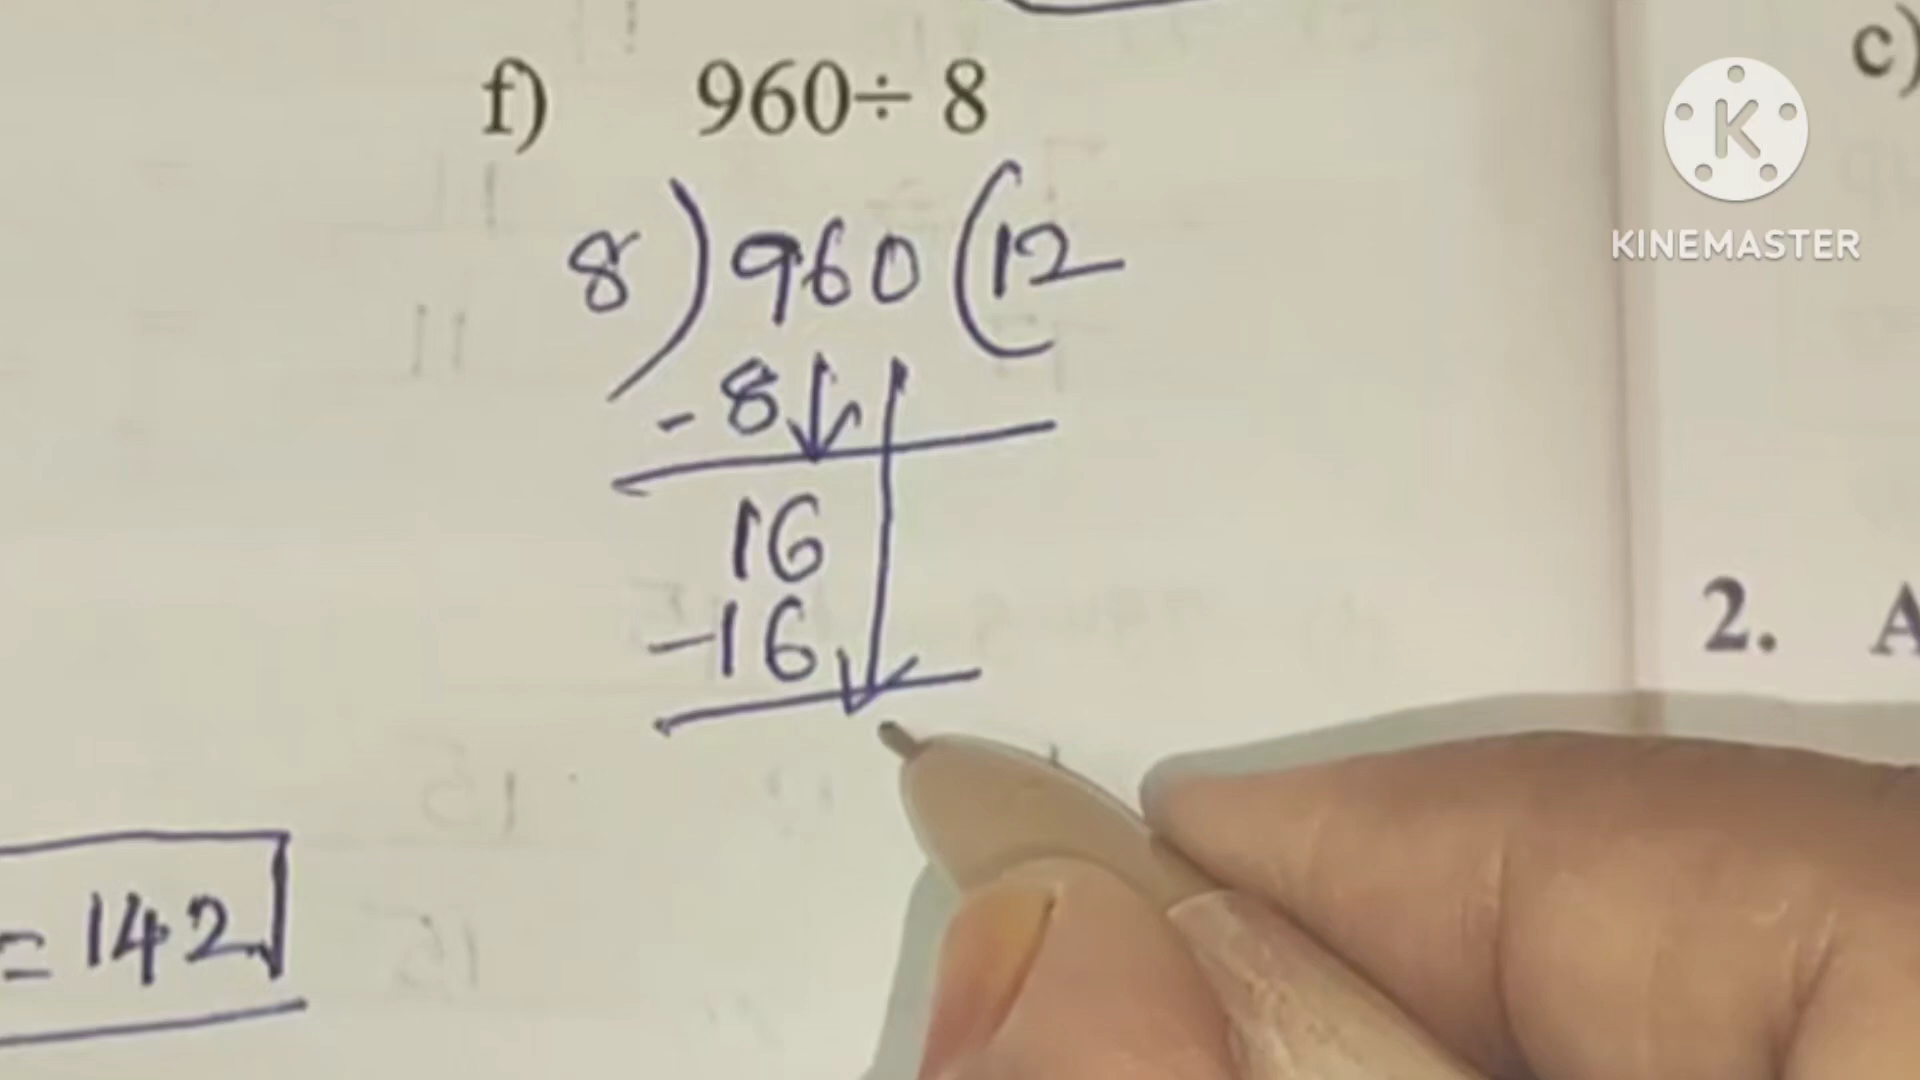 f) 960÷ 8
8)960(12
-8
16
-16
= 142
c)
2. A
KINEMASTER